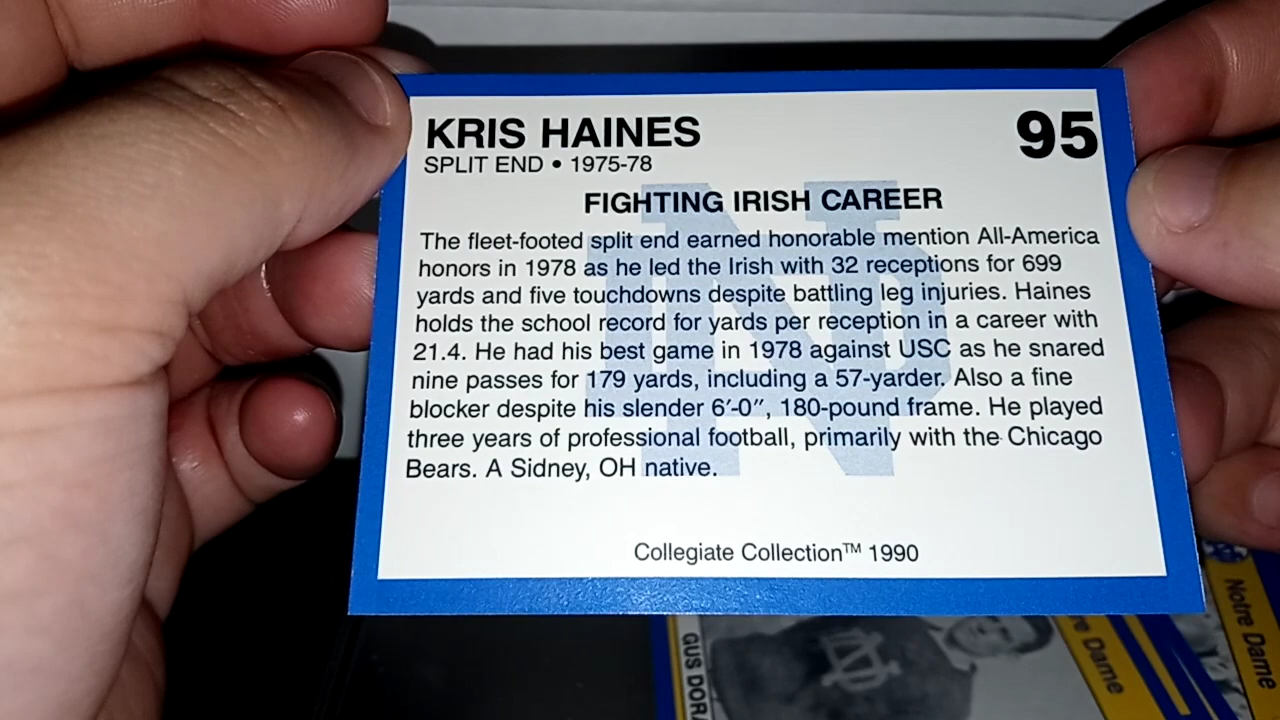 KRIS HAINES
95
SPLIT END • 1975-78
FIGHTING IRISH CAREER
The fleet-footed split end earned honorable mention All-America
honors in 1978 as he led the Irish with 32 receptions for 699
yards and five touchdowns despite battling leg injuries. Haines
holds the school record for yards per reception in a career with
21.4. He had his best game in 1978 against USC as he snared
nine passes for 179 yards, including a 57-yarder. Also a fine
blocker despite his slender 6′-0″, 180-pound frame. He played
three years of professional football, primarily with the Chicago
Bears. A Sidney, OH native.
Collegiate Collection™ 1990
GUS
Dame
Notre Dame